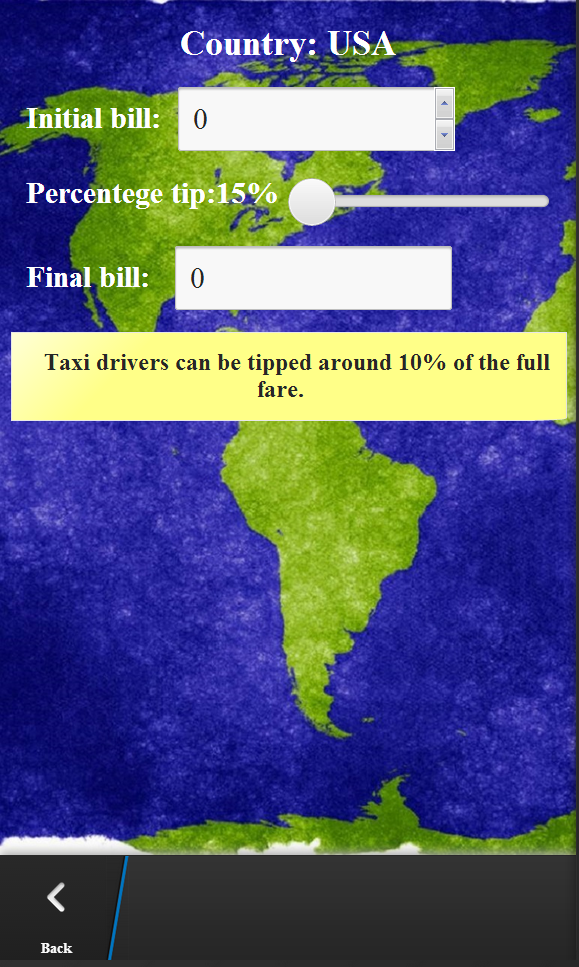 Country: USA
Initial bill: 0
Percentege tip:15%
Final bill: 0
Taxi drivers can be tipped around 10% of the full
fare.
Back